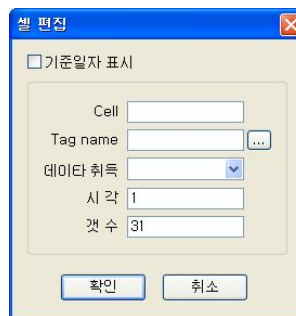 셀 편집
기준일자 표시
Cell
Tag name ...
데이타 취득
시 각 1
갯 수 31
확인 취소